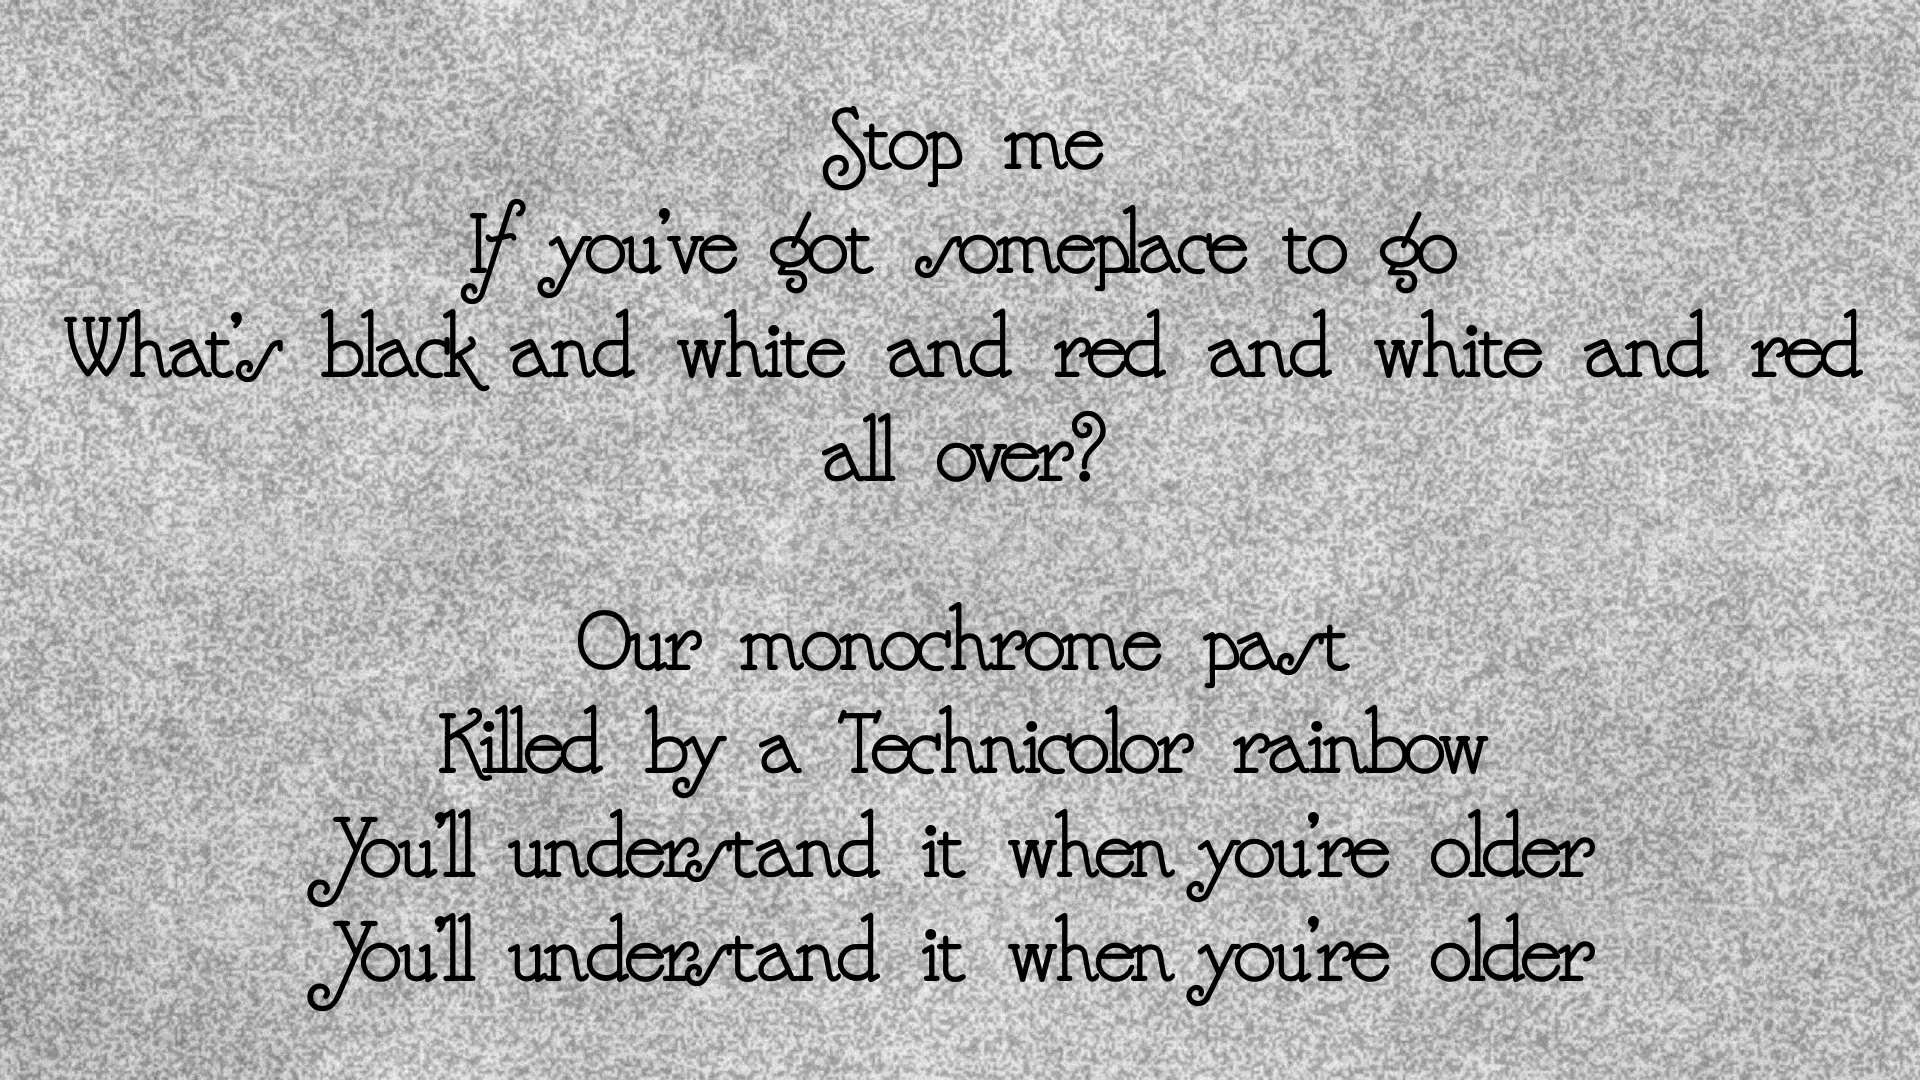 Stop me
If you've got someplace to go
What's black and white and red and white and red
all over?
Our monochrome past
Killed by a Technicolor rainbow
You'll understand it when you're older
You'll understand it when you're older